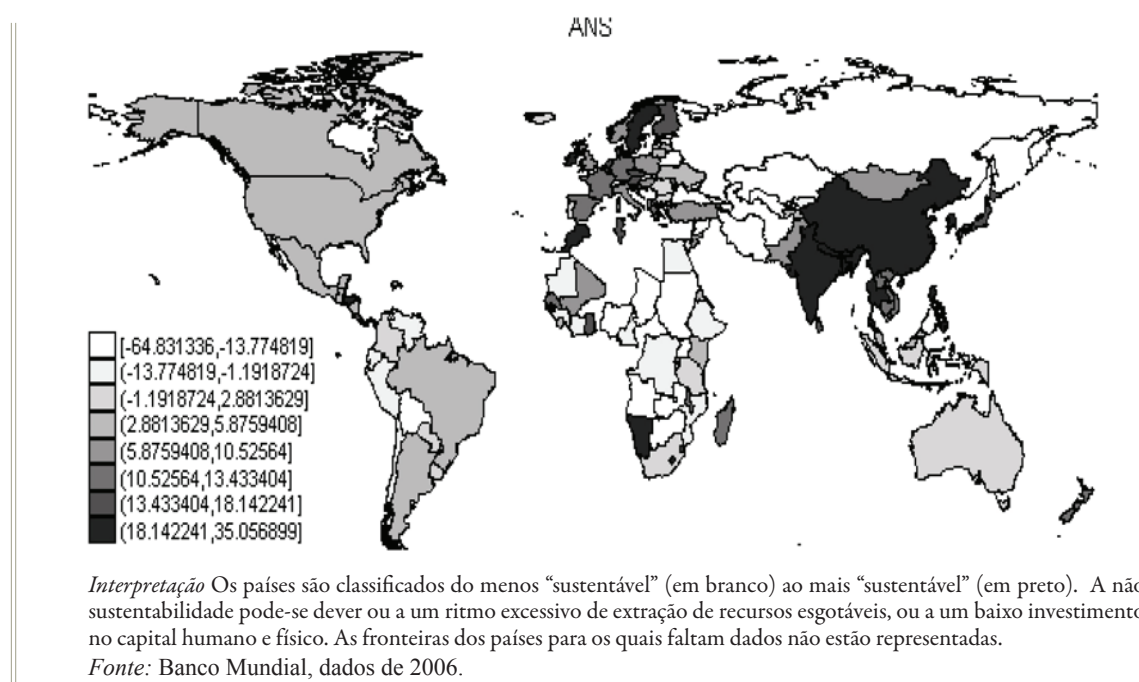 ANS
[-64.831336,-13.774819]
(-13.774819,-1.1918724]
(-1.1918724,2.8813629]
(2.8813629,5.8759408]
(5.8759408,10.52564]
(10.52564,13.433404]
(13.433404,18.142241]
(18.142241,35.056899]
Interpretação Os países são classificados do menos “sustentável” (em branco) ao mais “sustentável” (em preto). A não
sustentabilidade pode-se dever ou a um ritmo excessivo de extração de recursos esgotáveis, ou a um baixo investimento
no capital humano e físico. As fronteiras dos países para os quais faltam dados não estão representadas.
Fonte: Banco Mundial, dados de 2006.